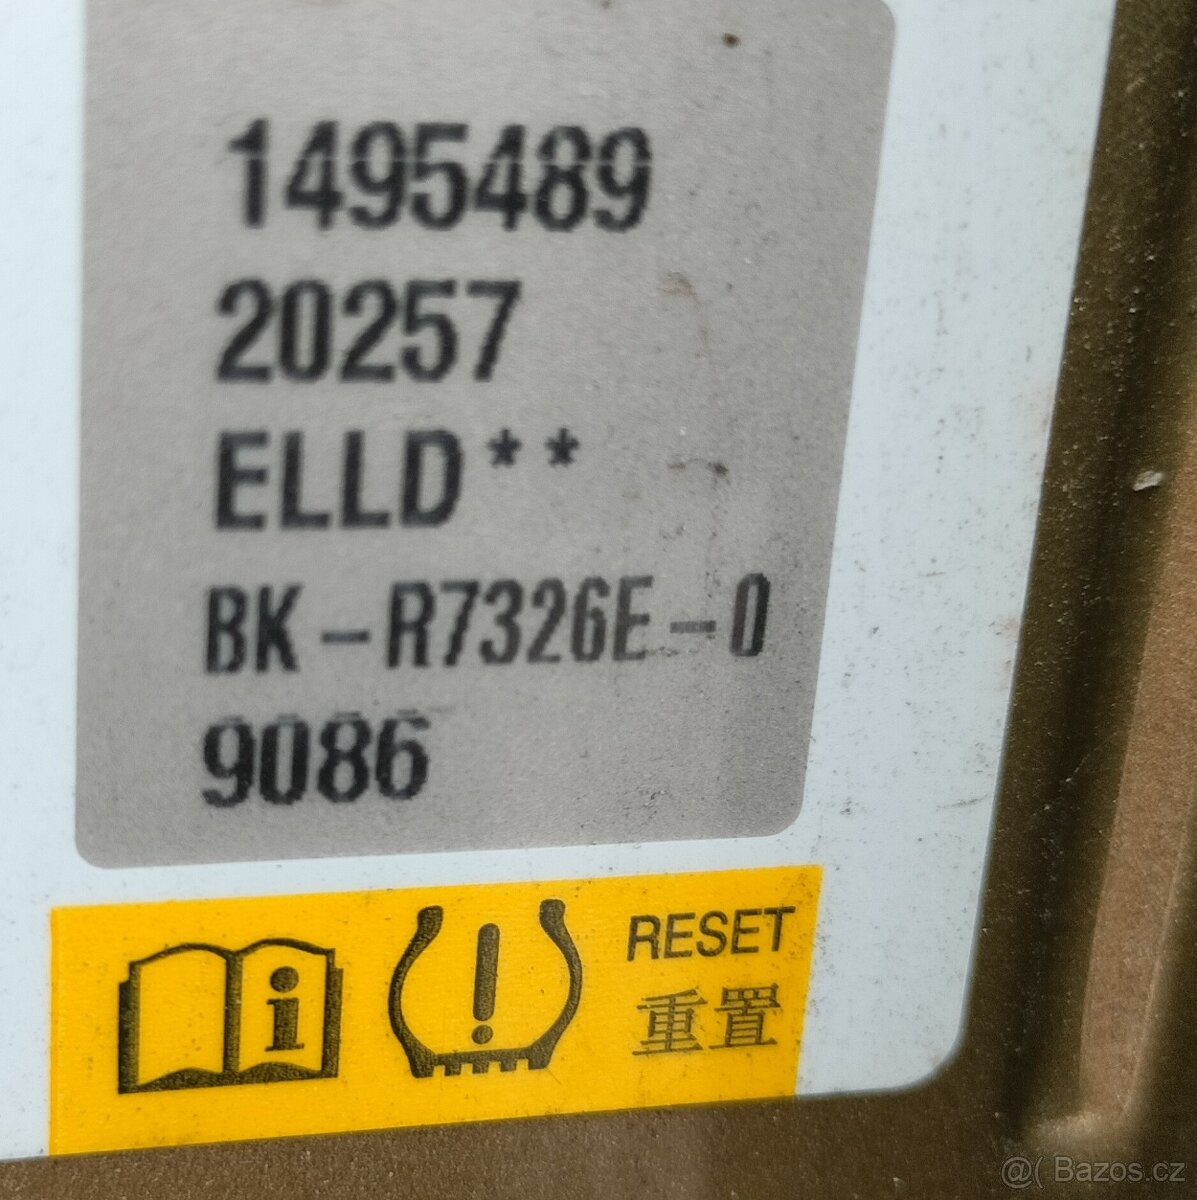 1495489
20257
ELLD**
BK-R7326E-0
9086
RESET
重置
@( Bazos.cz